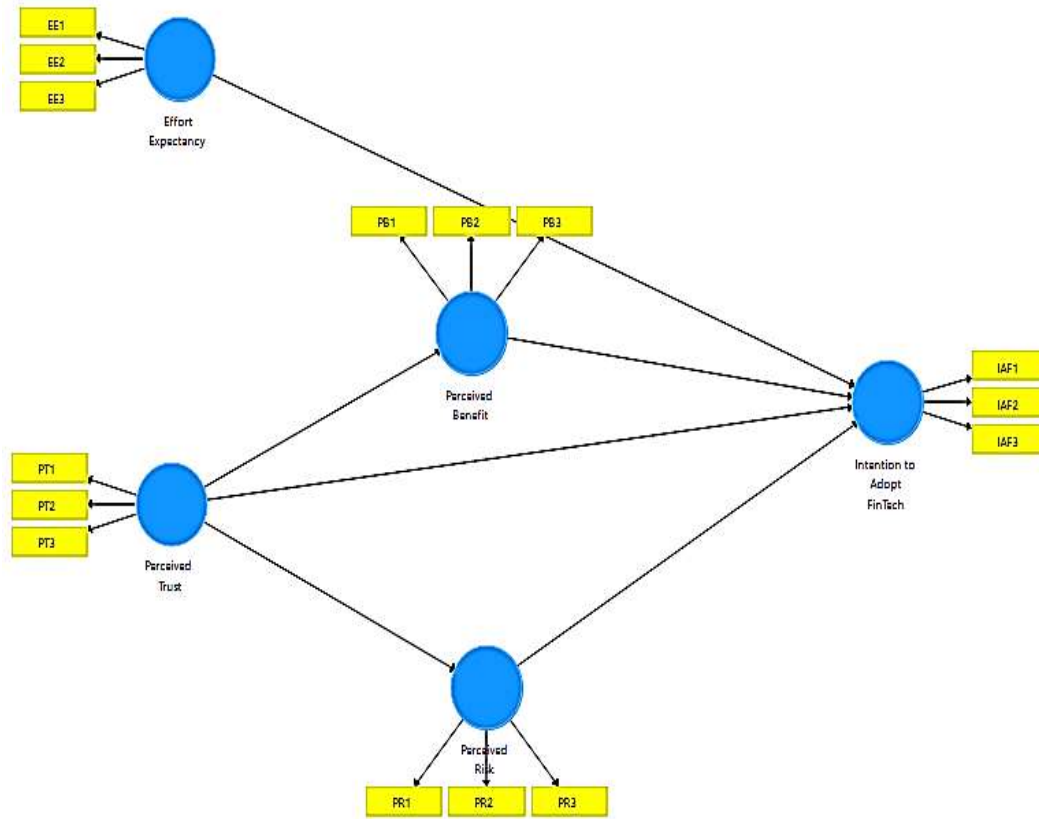 EE1
EE2
EE3
Effort
Expectancy
PB1
PB2
PB3
Perceived
Benefit
IAF1
IAF2
IAF3
Intention to
Adopt
FinTech
PT1
PT2
PT3
Perceived
Trust
Perceived
Risk
PR1
PR2
PR3